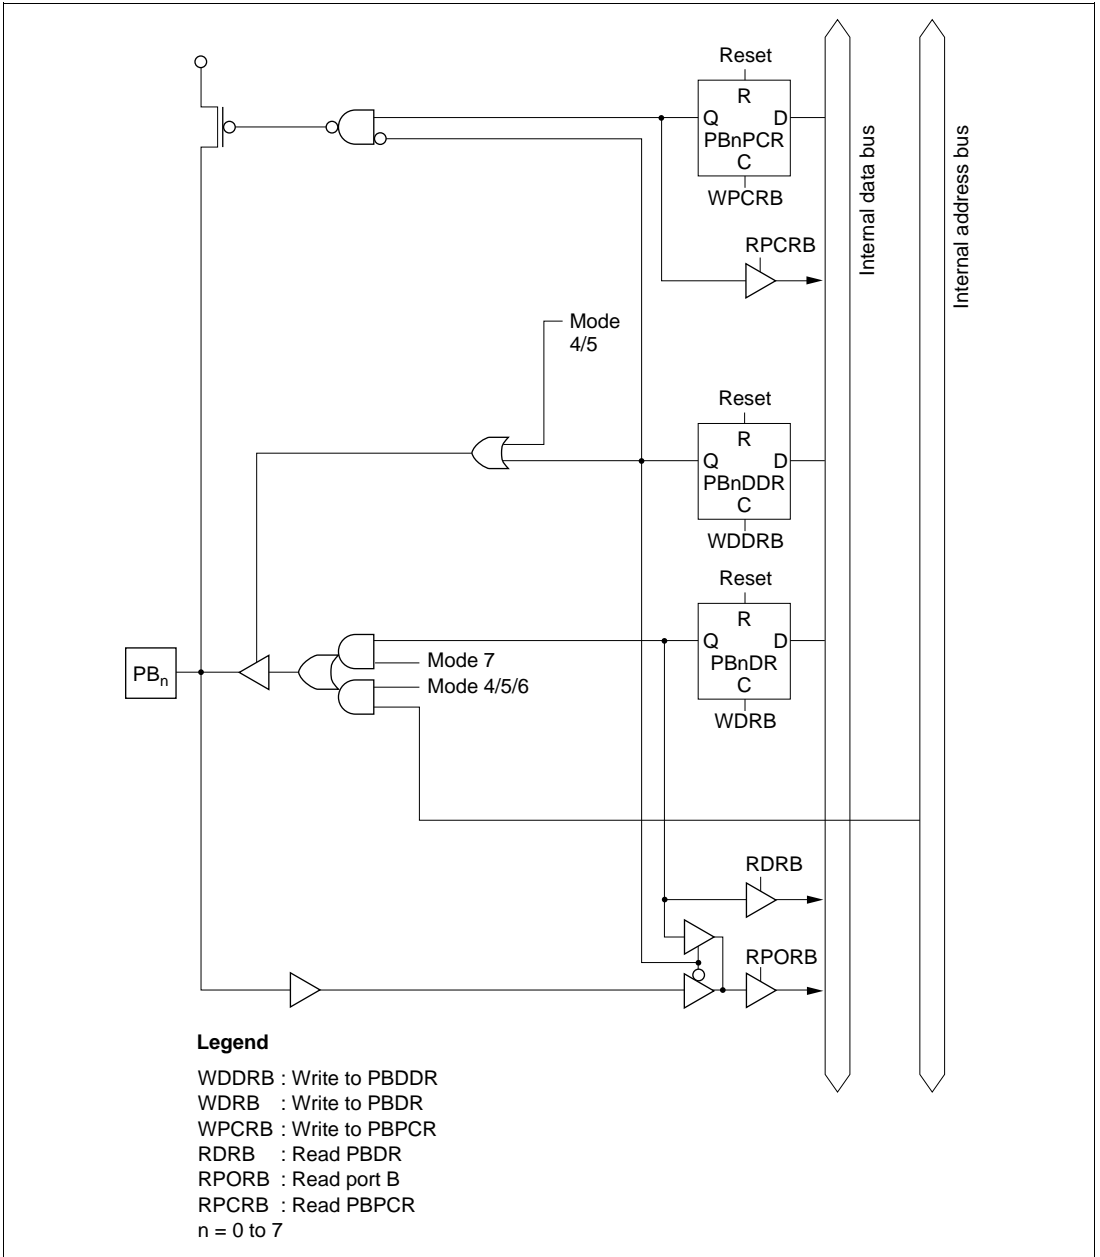 Reset
R
Q D
PBnPCR
C
WPCRB
RPCRB
Internal data bus
Internal address bus
Mode
4/5
Reset
R
Q D
PBnDDR
C
WDDRB
Reset
R
Q D
PBnDR
C
WDRB
PBn
Mode 7
Mode 4/5/6
RDRB
RPORB
Legend
WDDRB : Write to PBDDR
WDRB : Write to PBDR
WPCRB : Write to PBPCR
RDRB : Read PBDR
RPORB : Read port B
RPCRB : Read PBPCR
n = 0 to 7